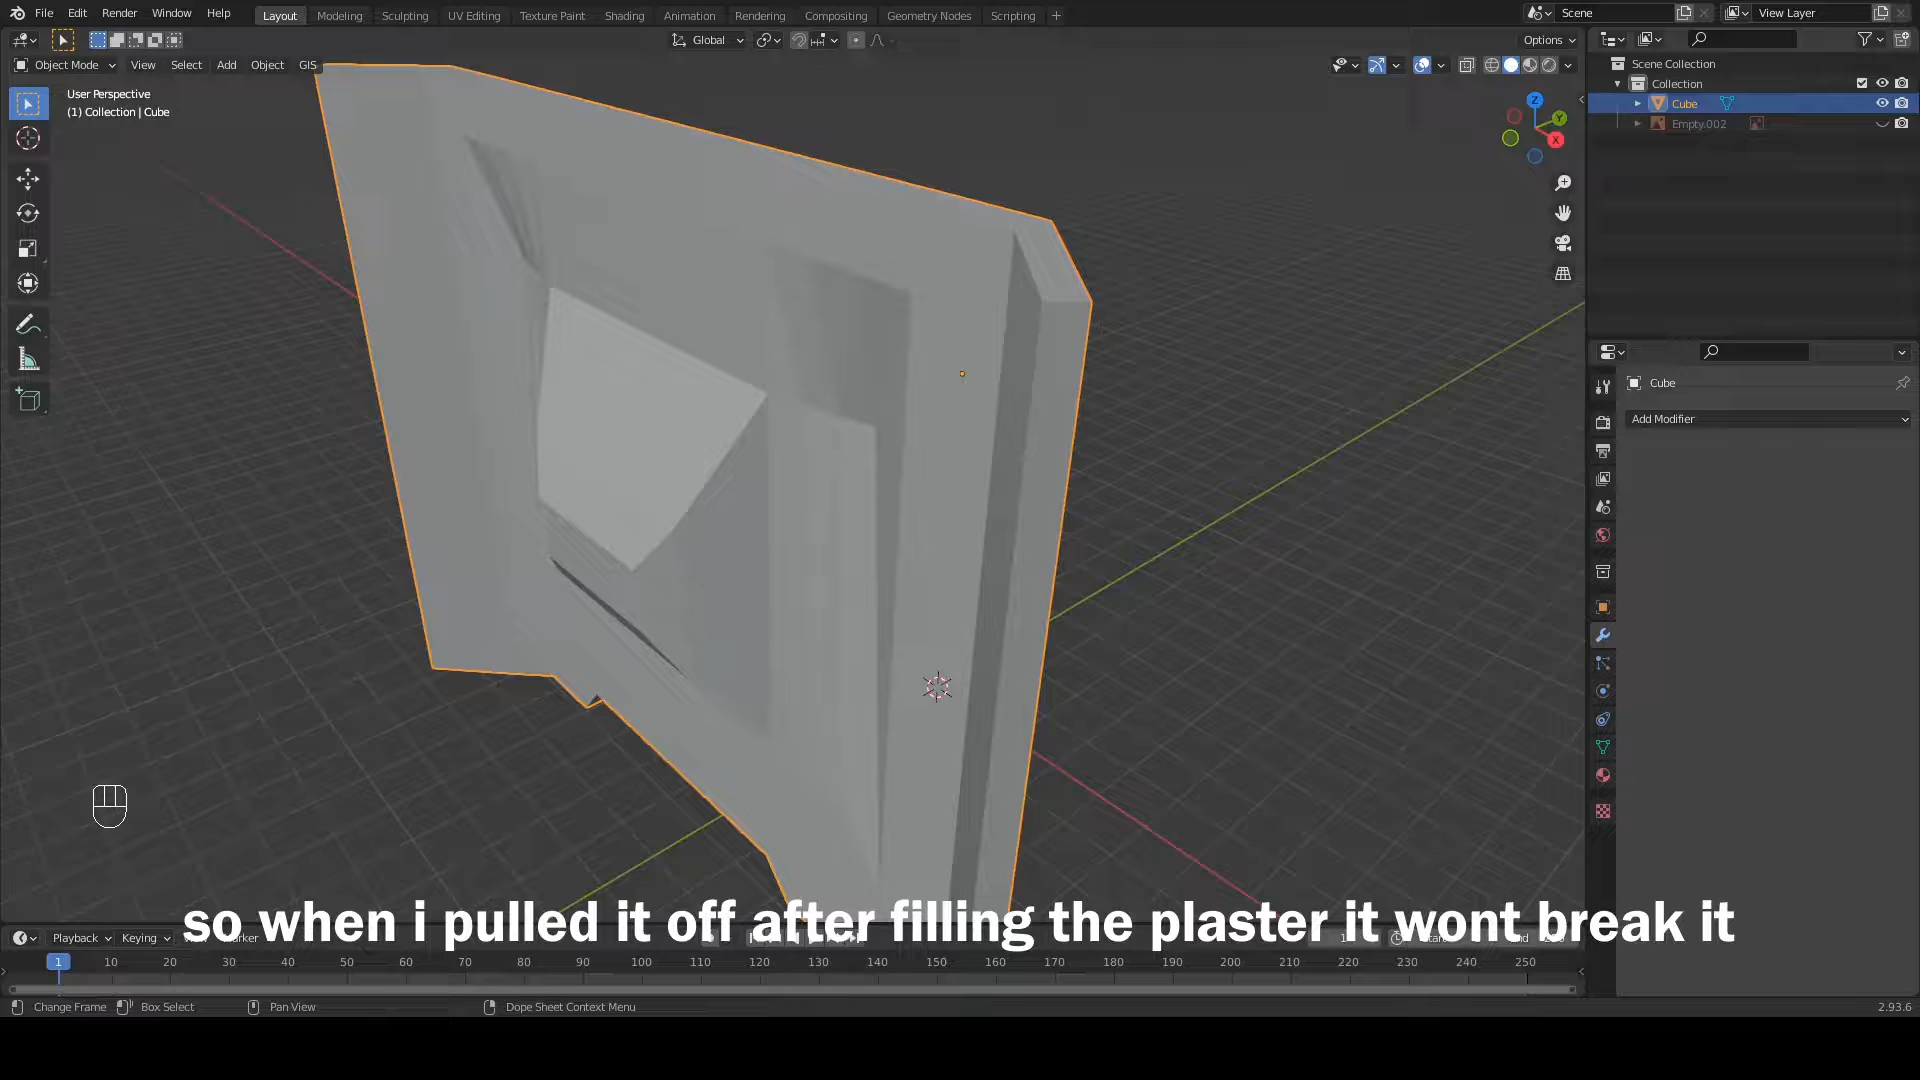 File Edit Render Window Help
Layout Modeling Sculpting UV Editing Texture Paint Shading Animation Rendering Compositing Geometry Nodes Scripting +
Scene
View Layer
Global
Options
Object Mode View Select Add Object GIS
User Perspective
(1) Collection | Cube
Z
Y
X
Scene Collection
Collection
Cube
Empty.002
Cube
Add Modifier
so when i pulled it off after filling the plaster it wont break it
Playback Keying
1 10 20 30 40 50 60 70 80 90 100 110 120 130 140 150 160 170 180 190 200 210 220 230 240 250
Change Frame Box Select Pan View Dope Sheet Context Menu 2.93.6